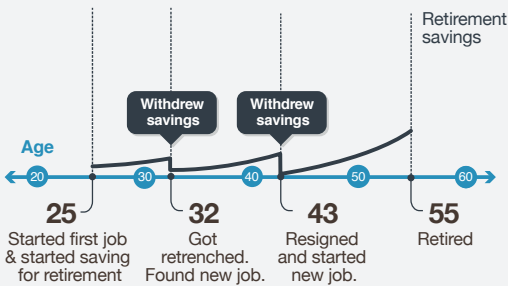 Retirement
savings
Withdrew
savings
Withdrew
savings
Age
20
30
40
50
60
25
Started first job
& started saving
for retirement
32
Got
retrenched.
Found new job.
43
Resigned
and started
new job.
55
Retired